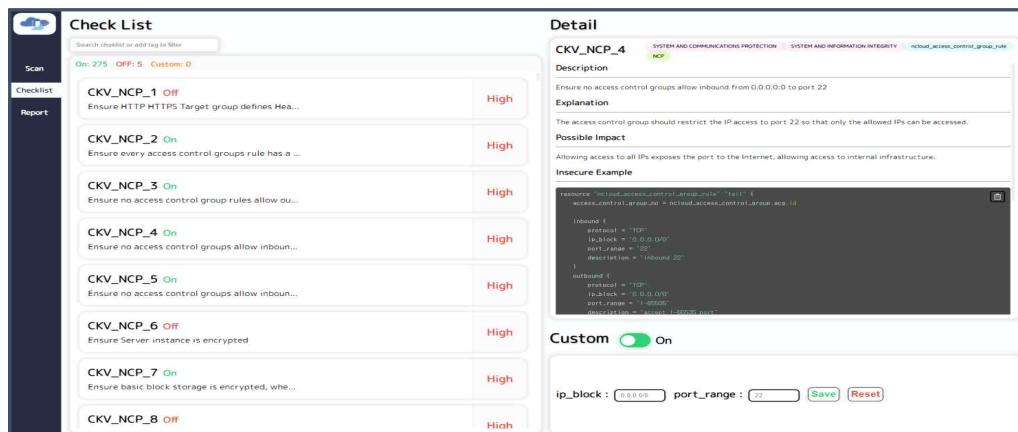 Check List
Search checklist or add tag to filter
On: 275 OFF: 5 Custom: 0
Scan
Checklist
Report
CKV_NCP_1 Off
Ensure HTTP HTTPS Target group defines Hea...
High
CKV_NCP_2 On
Ensure every access control groups rule has a ...
High
CKV_NCP_3 On
Ensure no access control group rules allow ou...
High
CKV_NCP_4 On
Ensure no access control groups allow inboun...
High
CKV_NCP_5 On
Ensure no access control groups allow inboun...
High
CKV_NCP_6 Off
Ensure Server instance is encrypted
High
CKV_NCP_7 On
Ensure basic block storage is encrypted, whe...
High
CKV_NCP_8 Off
High
Detail
CKV_NCP_4 SYSTEM AND COMMUNICATIONS PROTECTION SYSTEM AND INFORMATION INTEGRITY ncloud_access_control_group_rule
NCP
Description
Ensure no access control groups allow inbound from 0.0.0.0:0 to port 22
Explanation
The access control group should restrict the IP access to port 22 so that only the allowed IPs can be accessed.
Possible Impact
Allowing access to all IPs exposes the port to the Internet, allowing access to internal infrastructure.
Insecure Example
resource "ncloud_access_control_group_rule" "fail" {
access_control_group_no = ncloud_access_control_group.acg.id
inbound {
protocol = "TCP"
ip_block = "0.0.0.0/0"
port_range = "22"
description = "inbound 22"
}
outbound {
protocol = "TCP"
ip_block = "0.0.0.0/0"
port_range = "1-65535"
description = "accept 1-65535 port"
Custom On
ip_block : 0.0.0.0/0 port_range : 22 Save Reset